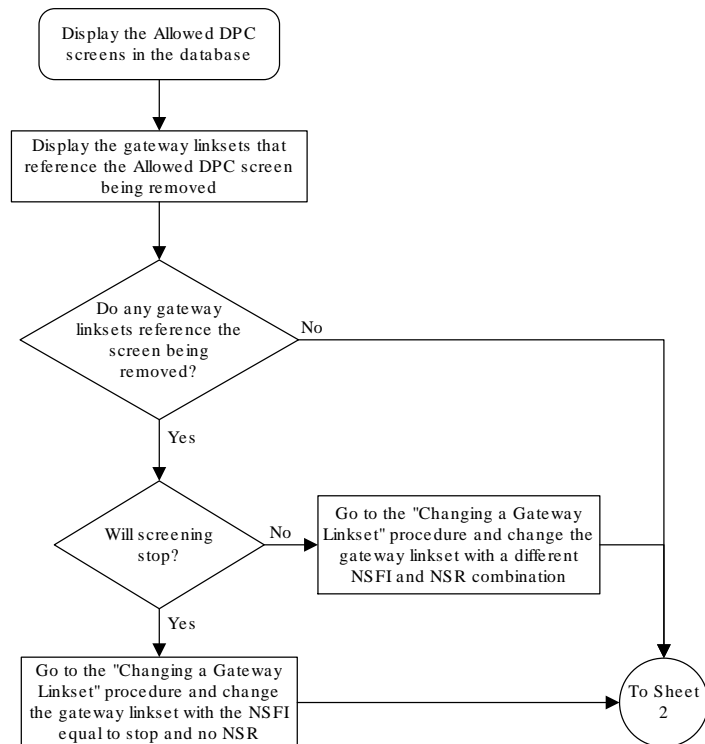 Display the Allowed DPC
screens in the database
Display the gateway linksets that
reference the Allowed DPC screen
being removed
Do any gateway
linksets reference the
screen being
removed?
No
Yes
Will screening
stop?
No
Go to the "Changing a Gateway
Linkset" procedure and change the
gateway linkset with a different
NSFI and NSR combination
Yes
Go to the "Changing a Gateway
Linkset" procedure and change
the gateway linkset with the NSFI
equal to stop and no NSR
To Sheet
2